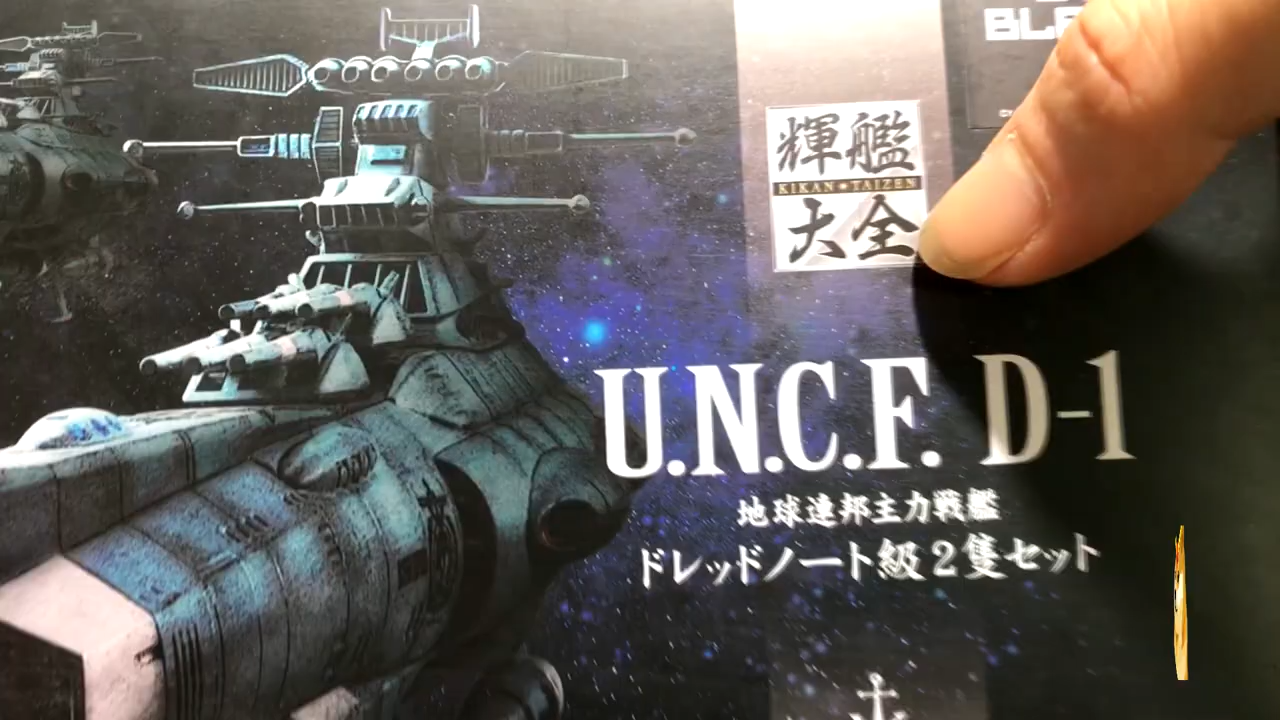 輝艦
KIKAN★TAIZEN
大全
U.N.C.F. D-1
地球連邦主力戦艦
ドレッドノート級2隻セット